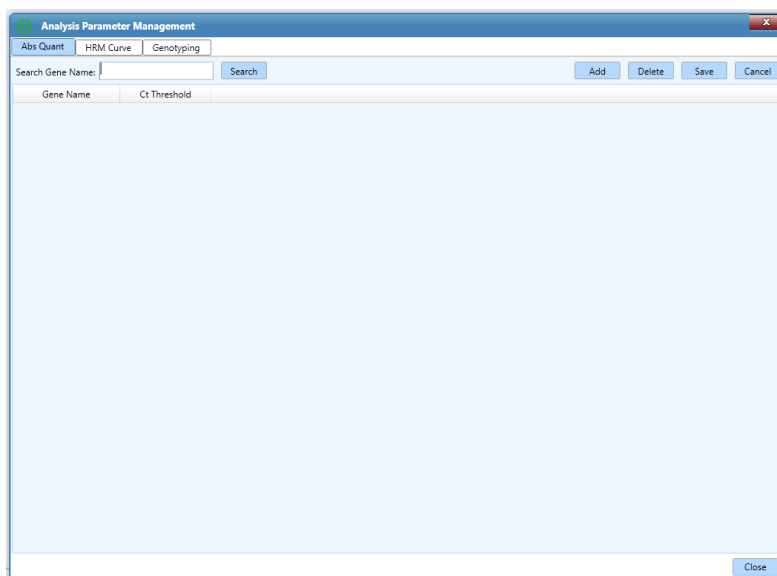 Analysis Parameter Management
x
Abs Quant HRM Curve Genotyping
Search Gene Name: Search Add Delete Save Cancel
Gene Name Ct Threshold
Close